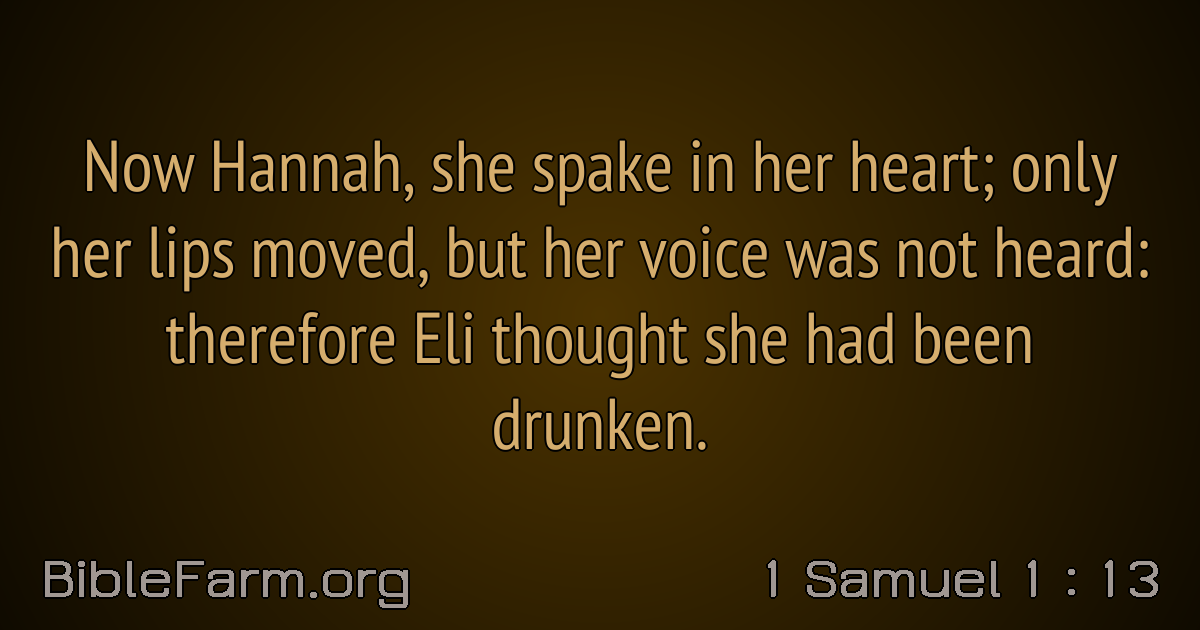 Now Hannah, she spake in her heart; only
her lips moved, but her voice was not heard:
therefore Eli thought she had been
drunken.
BibleFarm.org
1 Samuel 1 : 13